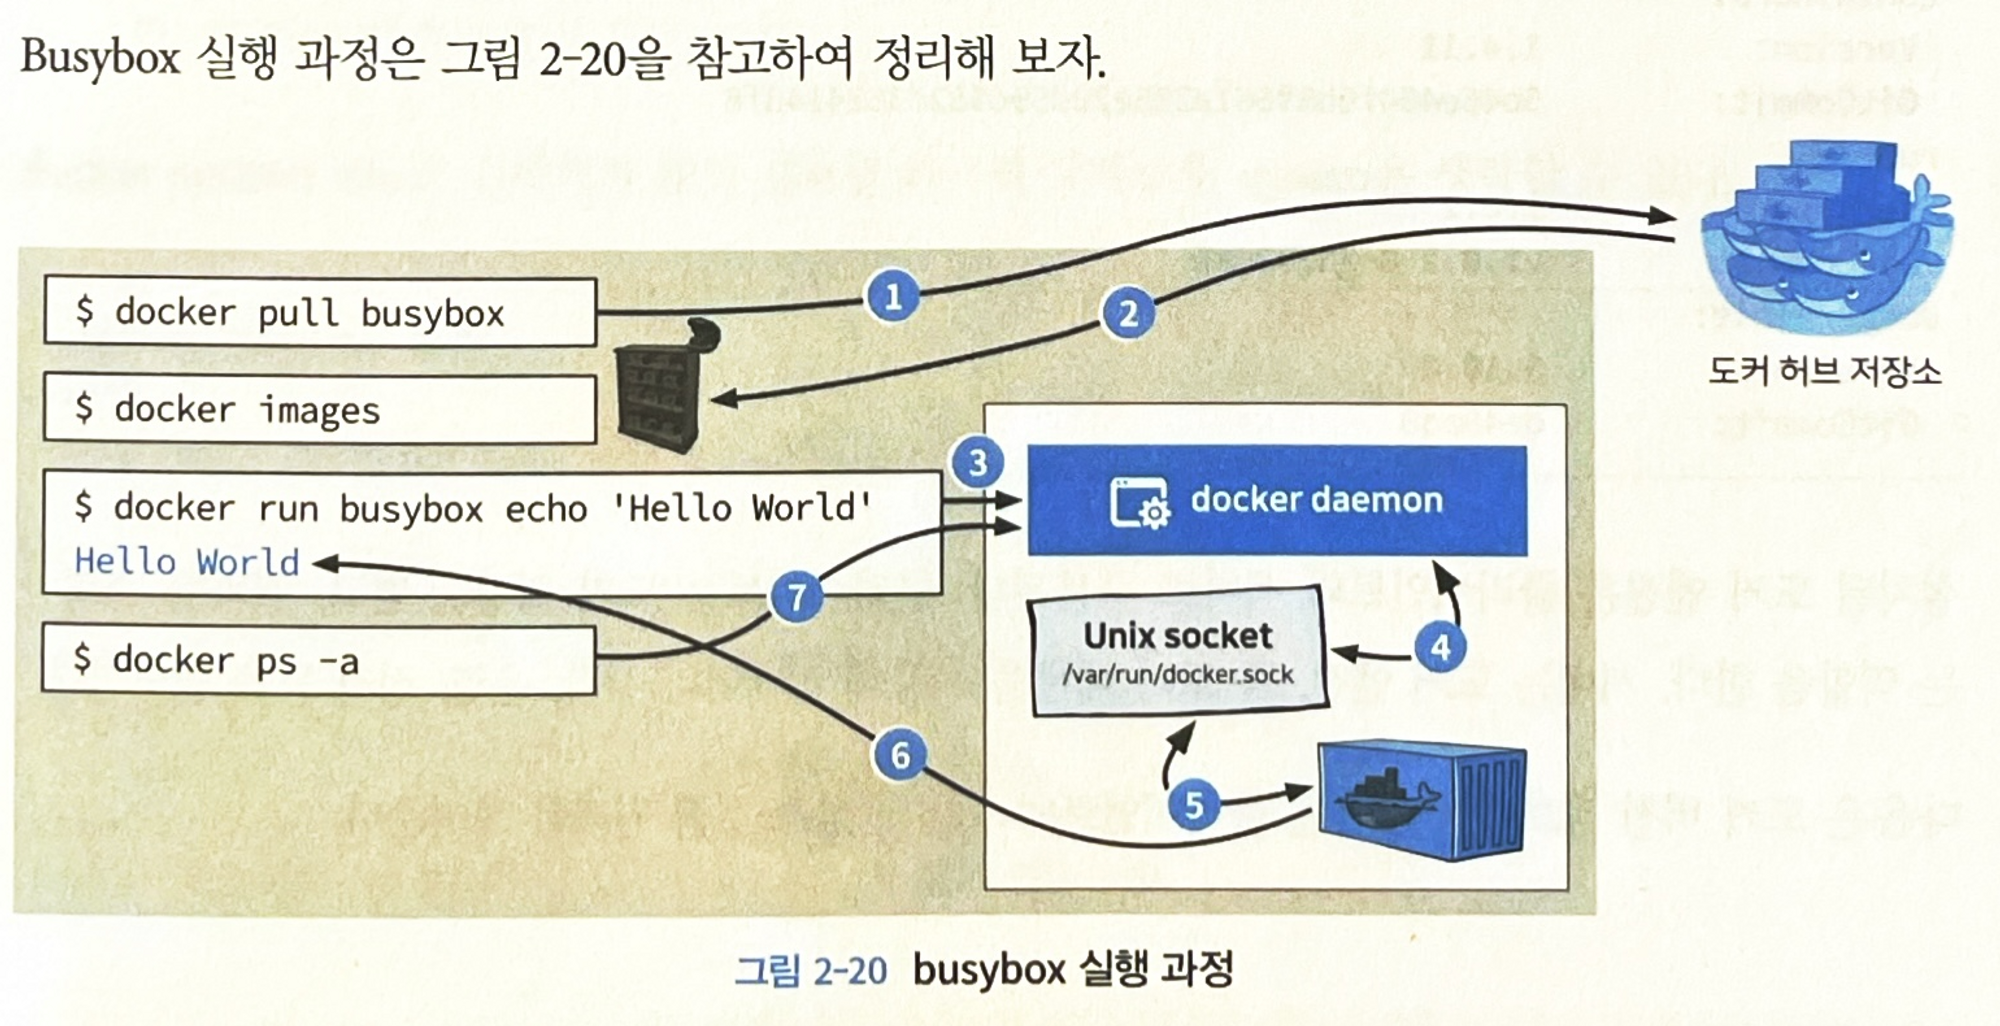 Busybox 실행 과정은 그림 2-20을 참고하여 정리해 보자.
$ docker pull busybox
1
2
도커 허브 저장소
$ docker images
3
$ docker run busybox echo 'Hello World'
Hello World
docker daemon
7
4
Unix socket
/var/run/docker.sock
$ docker ps -a
6
5
그림 2-20 busybox 실행 과정